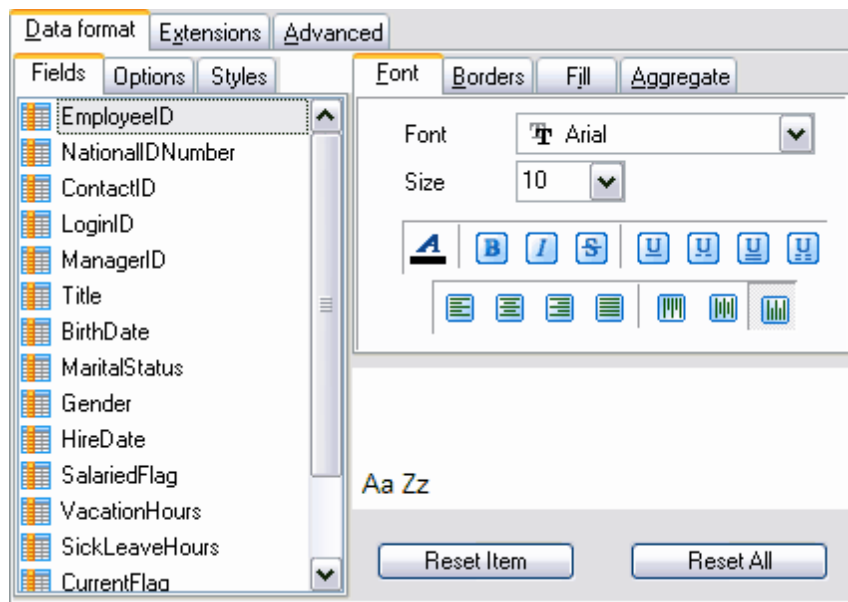 Data format Extensions Advanced
Fields Options Styles
EmployeeID
NationalIDNumber
ContactID
LoginID
ManagerID
Title
BirthDate
MaritalStatus
Gender
HireDate
SalariedFlag
VacationHours
SickLeaveHours
CurrentFlag
Font Borders Fill Aggregate
Font Arial
Size 10
A B I S U U U U
Aa Zz
Reset Item Reset All